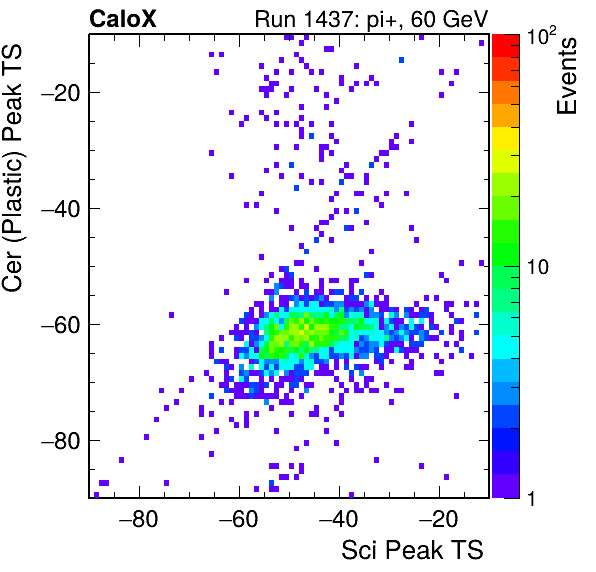 CaloX Run 1437: pi+, 60 GeV
Cer (Plastic) Peak TS
−20
−40
−60
−80
−80 −60 −40 −20
Sci Peak TS
10²
10
1
Events